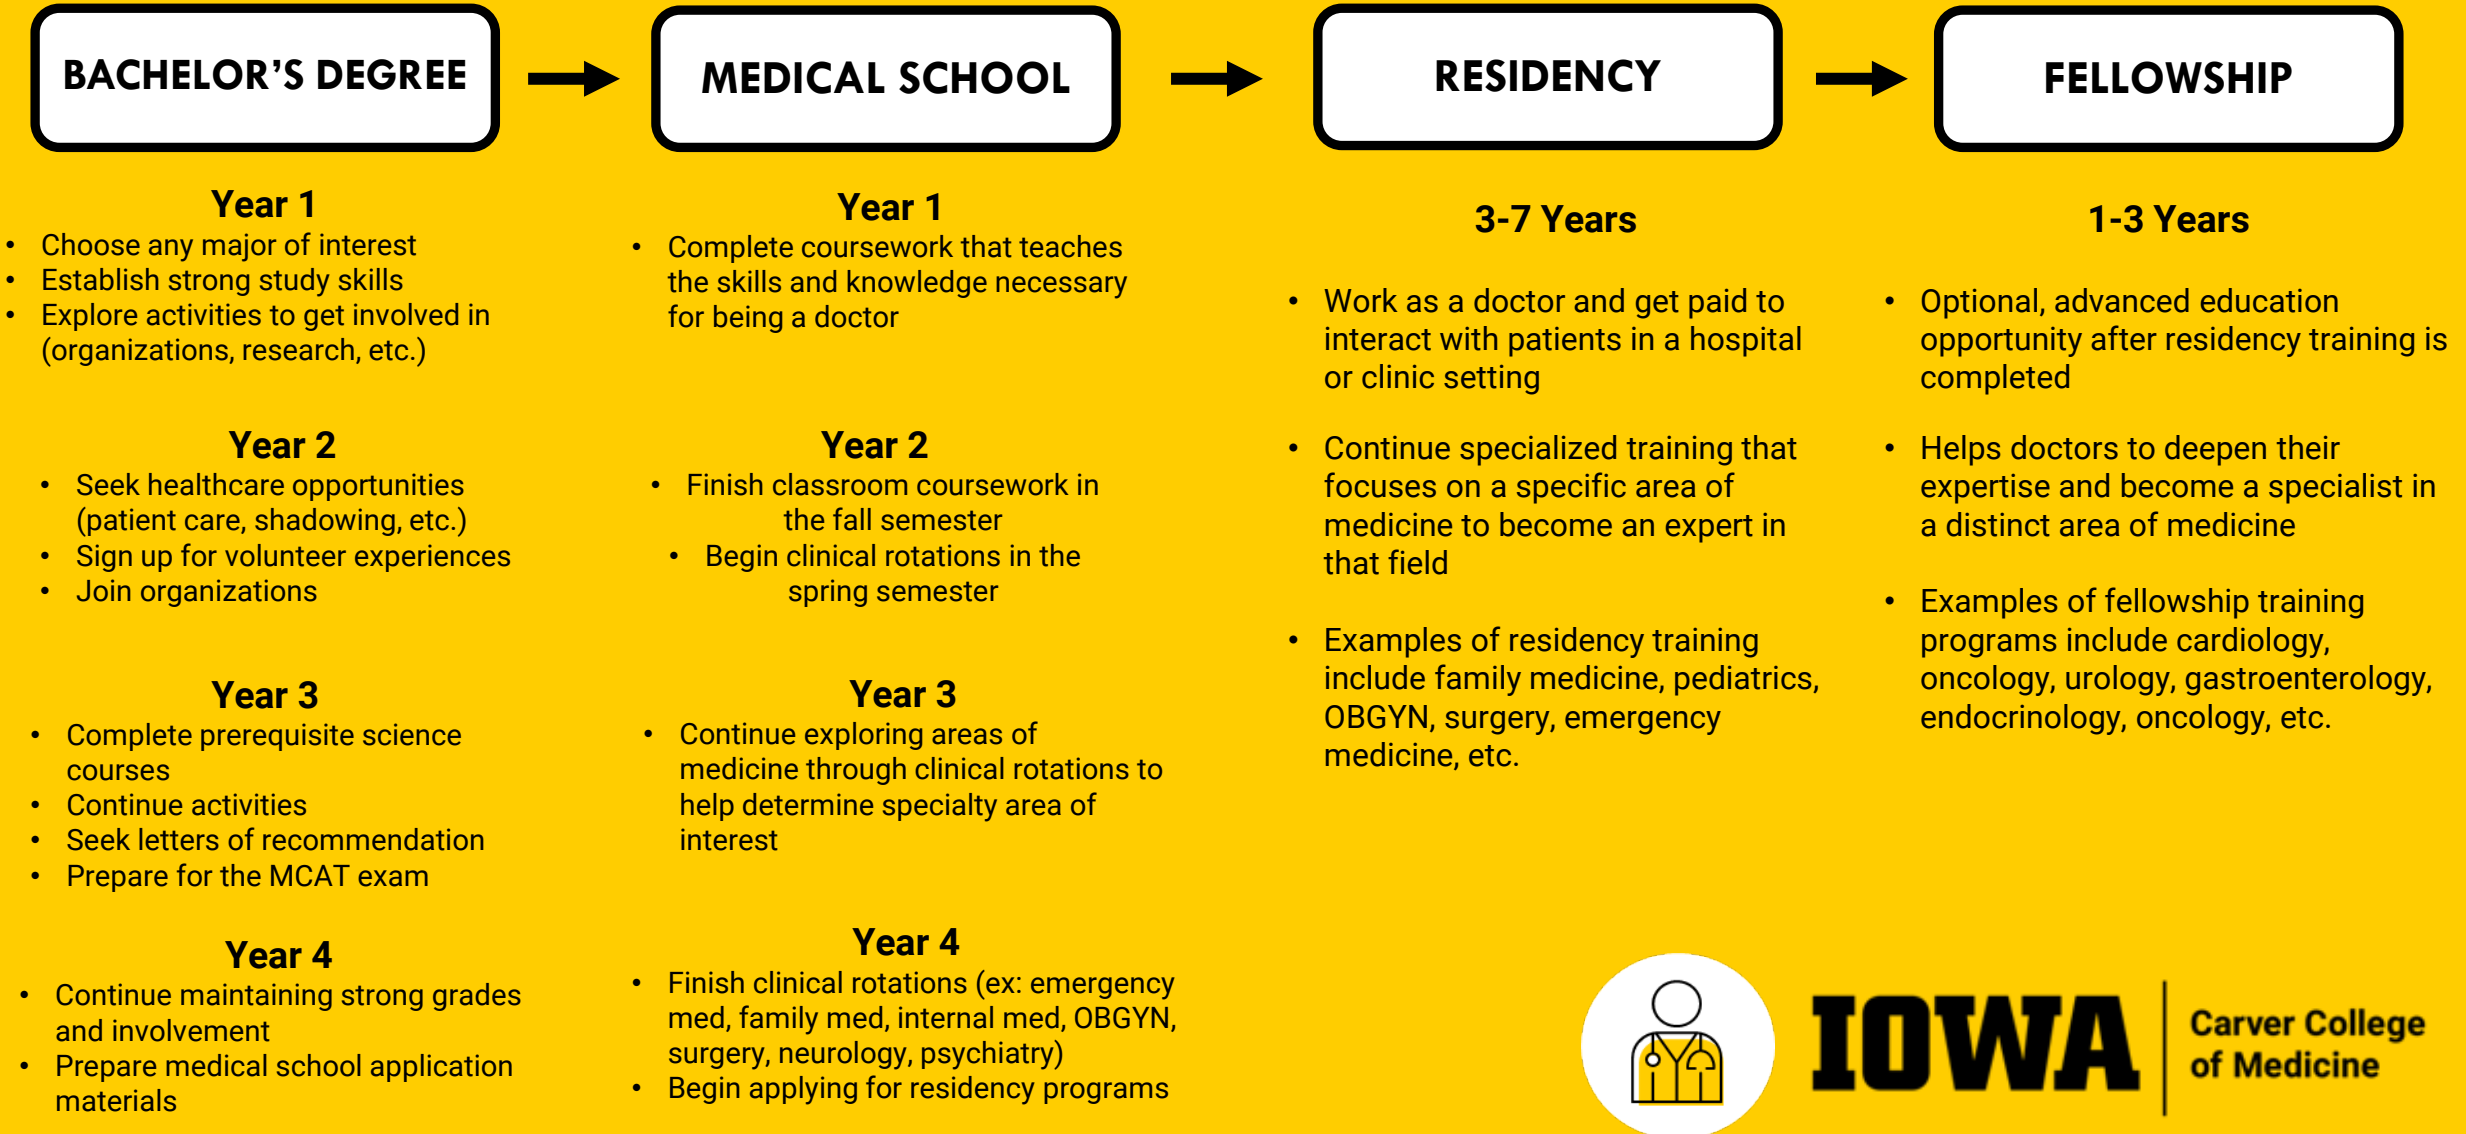 BACHELOR'S DEGREE
Year 1
• Choose any major of interest
• Establish strong study skills
• Explore activities to get involved in
(organizations, research, etc.)
Year 2
• Seek healthcare opportunities
(patient care, shadowing, etc.)
• Sign up for volunteer experiences
• Join organizations
Year 3
• Complete prerequisite science
courses
• Continue activities
• Seek letters of recommendation
• Prepare for the MCAT exam
Year 4
• Continue maintaining strong grades
and involvement
• Prepare medical school application
materials
MEDICAL SCHOOL
Year 1
• Complete coursework that teaches
the skills and knowledge necessary
for being a doctor
Year 2
• Finish classroom coursework in
the fall semester
• Begin clinical rotations in the
spring semester
Year 3
• Continue exploring areas of
medicine through clinical rotations to
help determine specialty area of
interest
Year 4
• Finish clinical rotations (ex: emergency
med, family med, internal med, OBGYN,
surgery, neurology, psychiatry)
• Begin applying for residency programs
RESIDENCY
3-7 Years
• Work as a doctor and get paid to
interact with patients in a hospital
or clinic setting
• Continue specialized training that
focuses on a specific area of
medicine to become an expert in
that field
• Examples of residency training
include family medicine, pediatrics,
OBGYN, surgery, emergency
medicine, etc.
FELLOWSHIP
1-3 Years
• Optional, advanced education
opportunity after residency training is
completed
• Helps doctors to deepen their
expertise and become a specialist in
a distinct area of medicine
• Examples of fellowship training
programs include cardiology,
oncology, urology, gastroenterology,
endocrinology, oncology, etc.
IOWA
Carver College
of Medicine